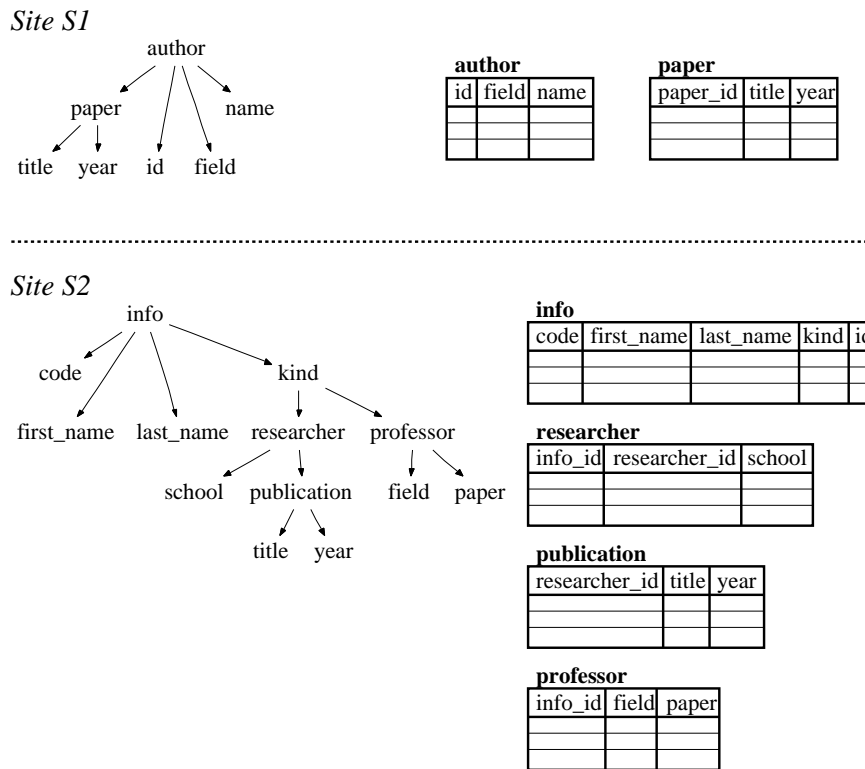 Site S1
author
paper name
title year id field
author
id field name
paper
paper_id title year
Site S2
info
code kind
first_name last_name researcher professor
school publication field paper
title year
info
code first_name last_name kind
researcher
info_id researcher_id school
publication
researcher_id title year
professor
info_id field paper